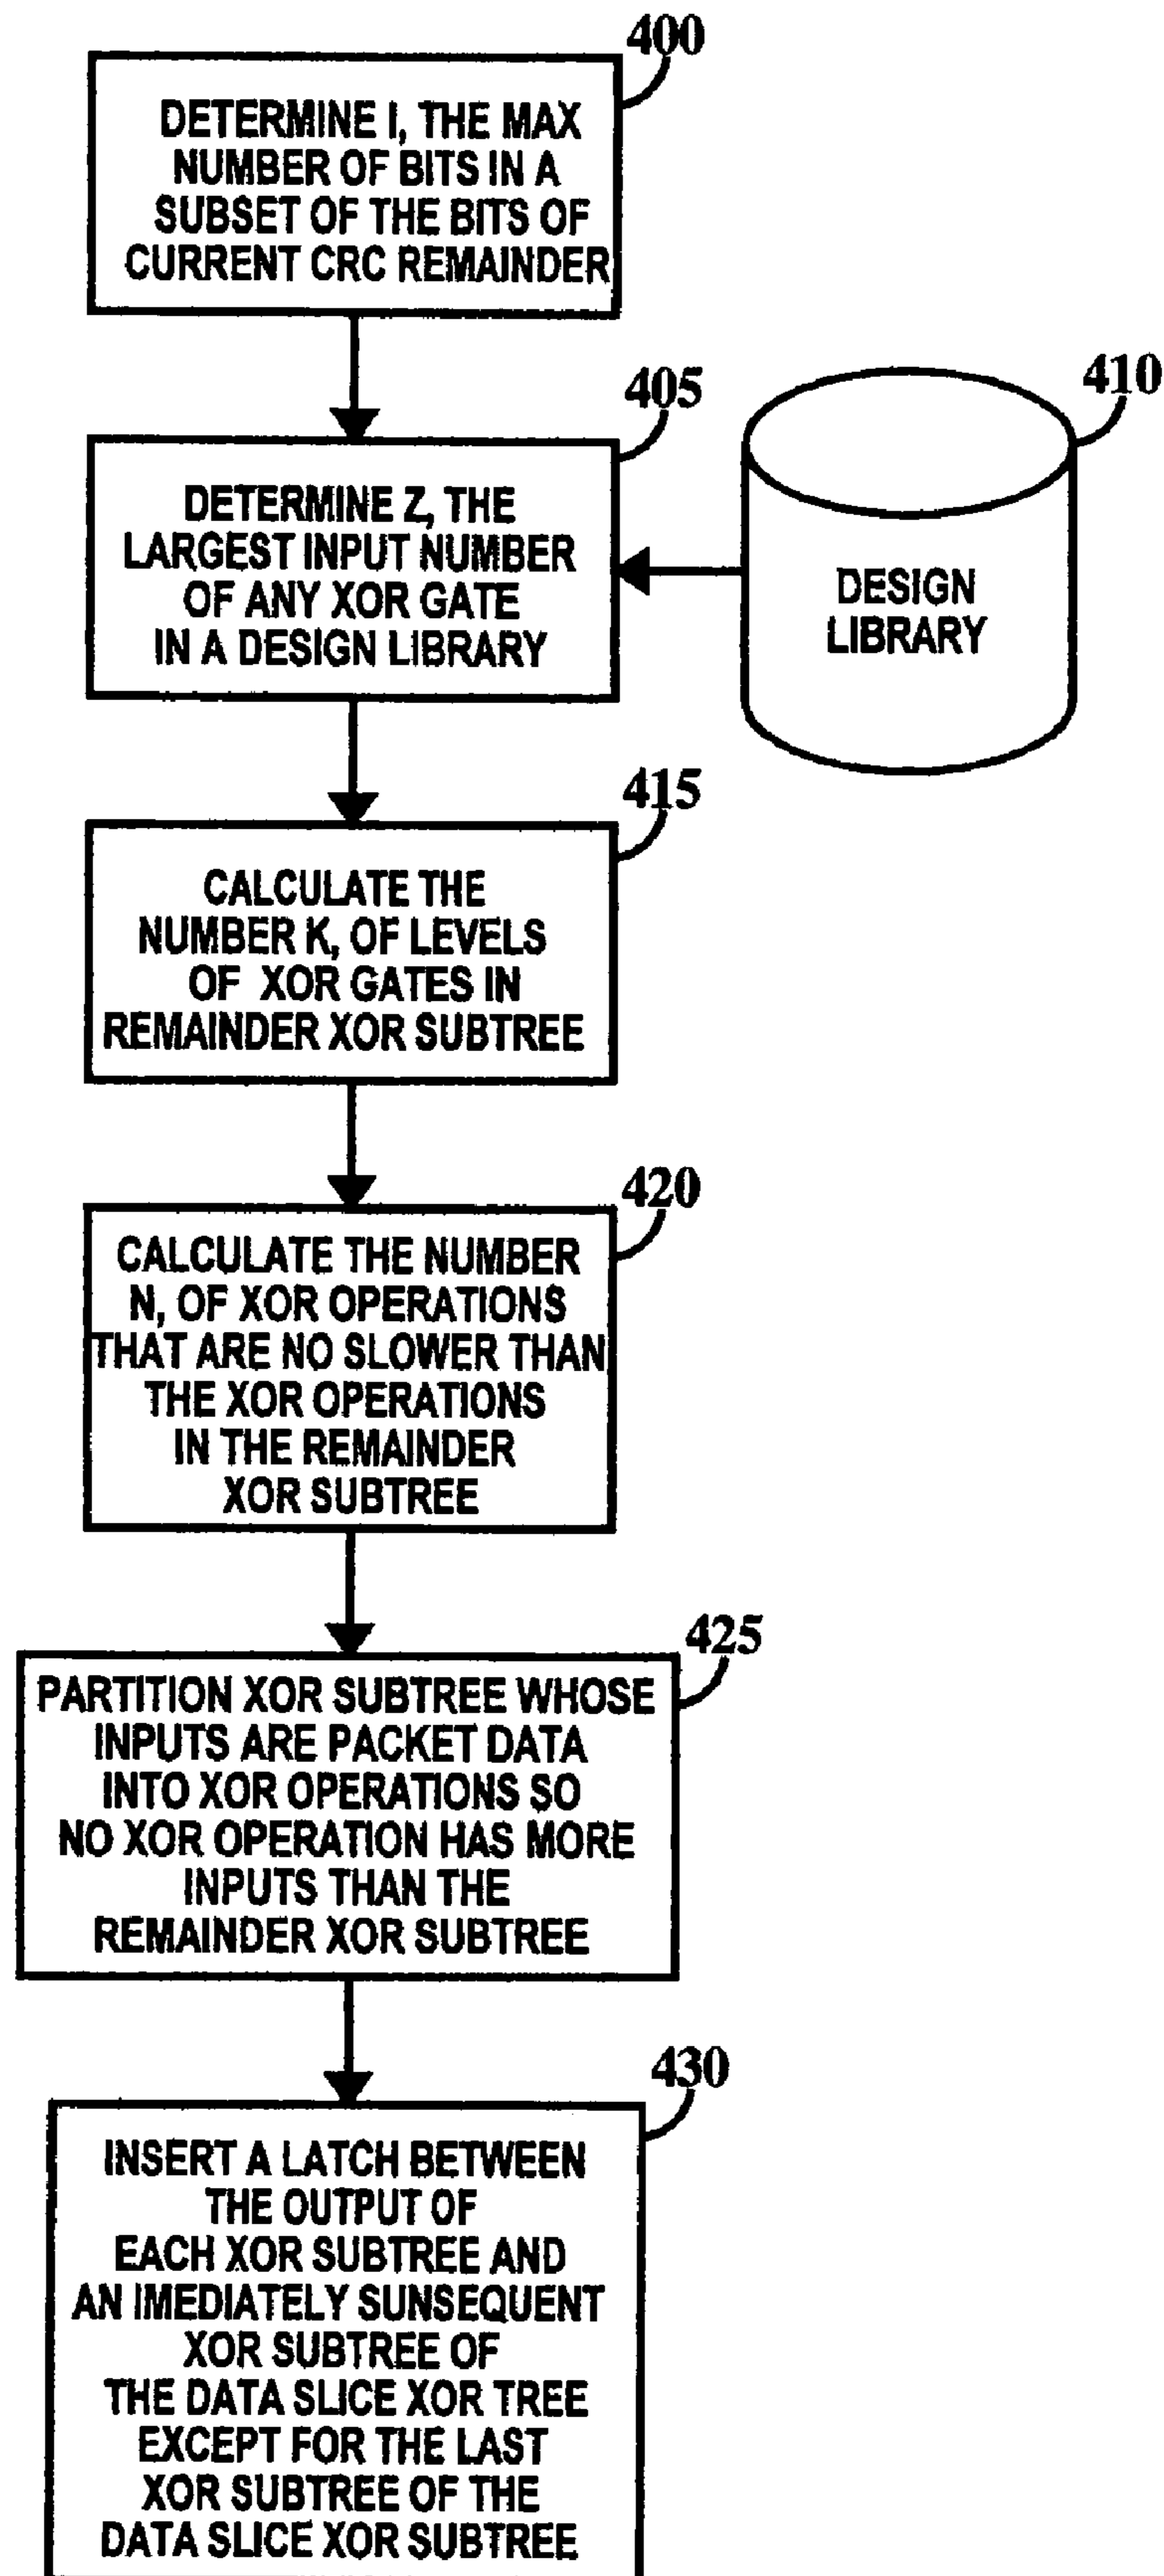 400
DETERMINE I, THE MAX
NUMBER OF BITS IN A
SUBSET OF THE BITS OF
CURRENT CRC REMAINDER
405
410
DETERMINE Z, THE
LARGEST INPUT NUMBER
OF ANY XOR GATE
IN A DESIGN LIBRARY
DESIGN
LIBRARY
415
CALCULATE THE
NUMBER K, OF LEVELS
OF XOR GATES IN
REMAINDER XOR SUBTREE
420
CALCULATE THE NUMBER
N, OF XOR OPERATIONS
THAT ARE NO SLOWER THAN
THE XOR OPERATIONS
IN THE REMAINDER
XOR SUBTREE
425
PARTITION XOR SUBTREE WHOSE
INPUTS ARE PACKET DATA
INTO XOR OPERATIONS SO
NO XOR OPERATION HAS MORE
INPUTS THAN THE
REMAINDER XOR SUBTREE
430
INSERT A LATCH BETWEEN
THE OUTPUT OF
EACH XOR SUBTREE AND
AN IMEDIATELY SUNSEQUENT
XOR SUBTREE OF
THE DATA SLICE XOR TREE
EXCEPT FOR THE LAST
XOR SUBTREE OF THE
DATA SLICE XOR SUBTREE